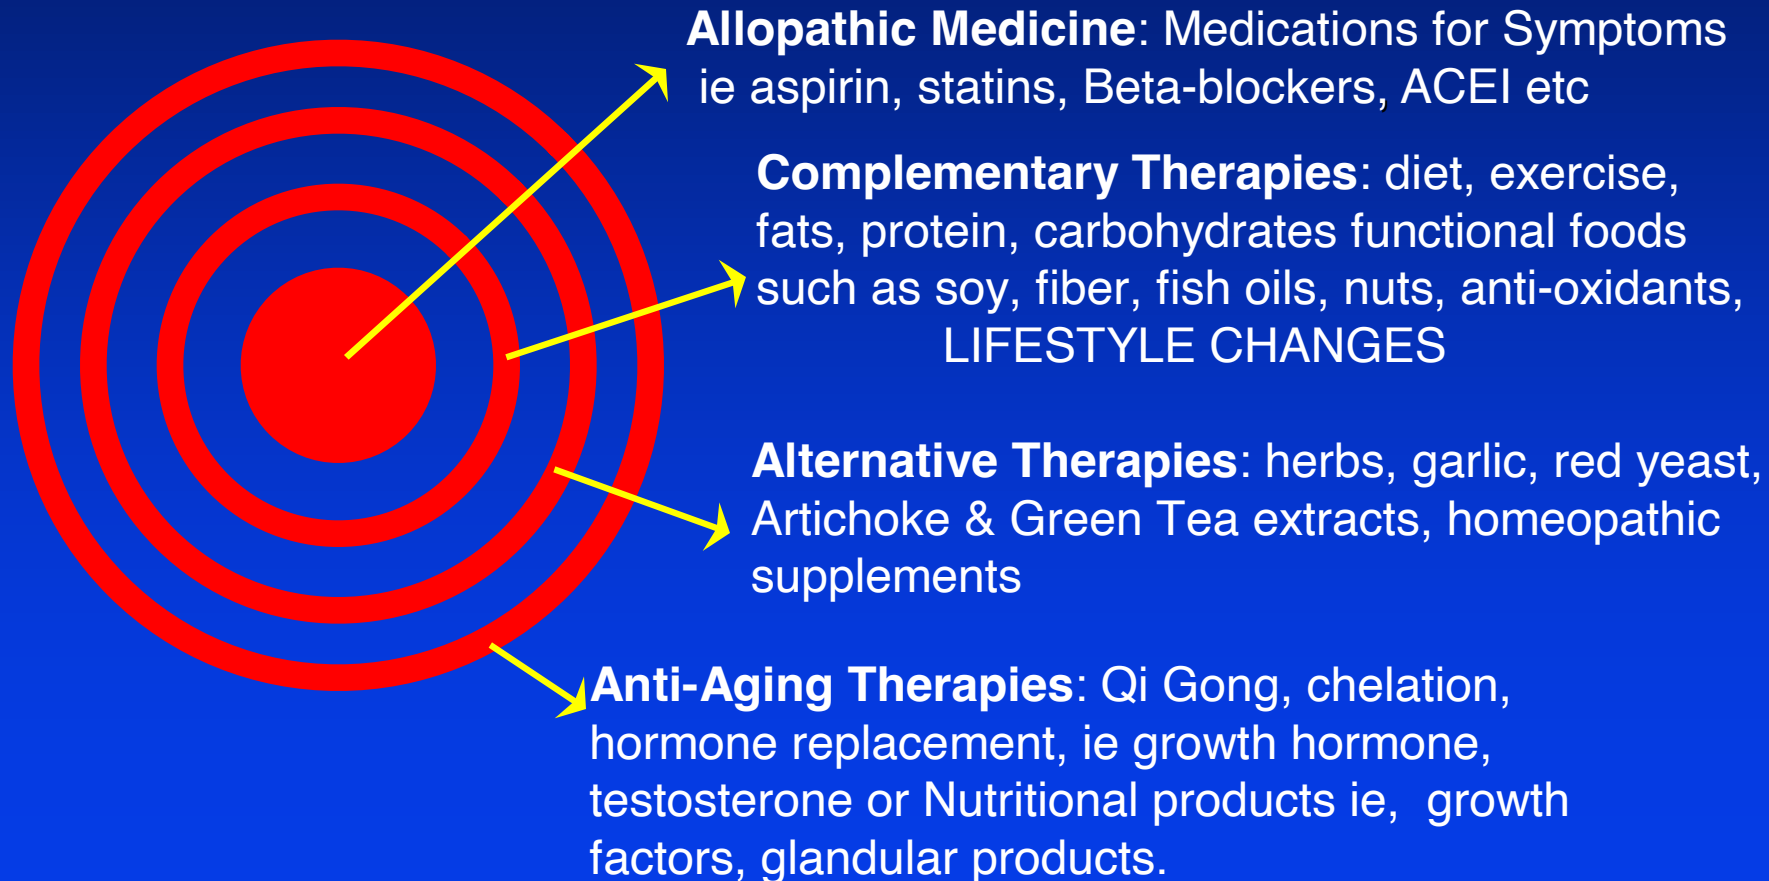 Allopathic Medicine: Medications for Symptoms
ie aspirin, statins, Beta-blockers, ACEI etc
Complementary Therapies: diet, exercise,
fats, protein, carbohydrates functional foods
such as soy, fiber, fish oils, nuts, anti-oxidants,
LIFESTYLE CHANGES
Alternative Therapies: herbs, garlic, red yeast,
Artichoke & Green Tea extracts, homeopathic
supplements
Anti-Aging Therapies: Qi Gong, chelation,
hormone replacement, ie growth hormone,
testosterone or Nutritional products ie, growth
factors, glandular products.